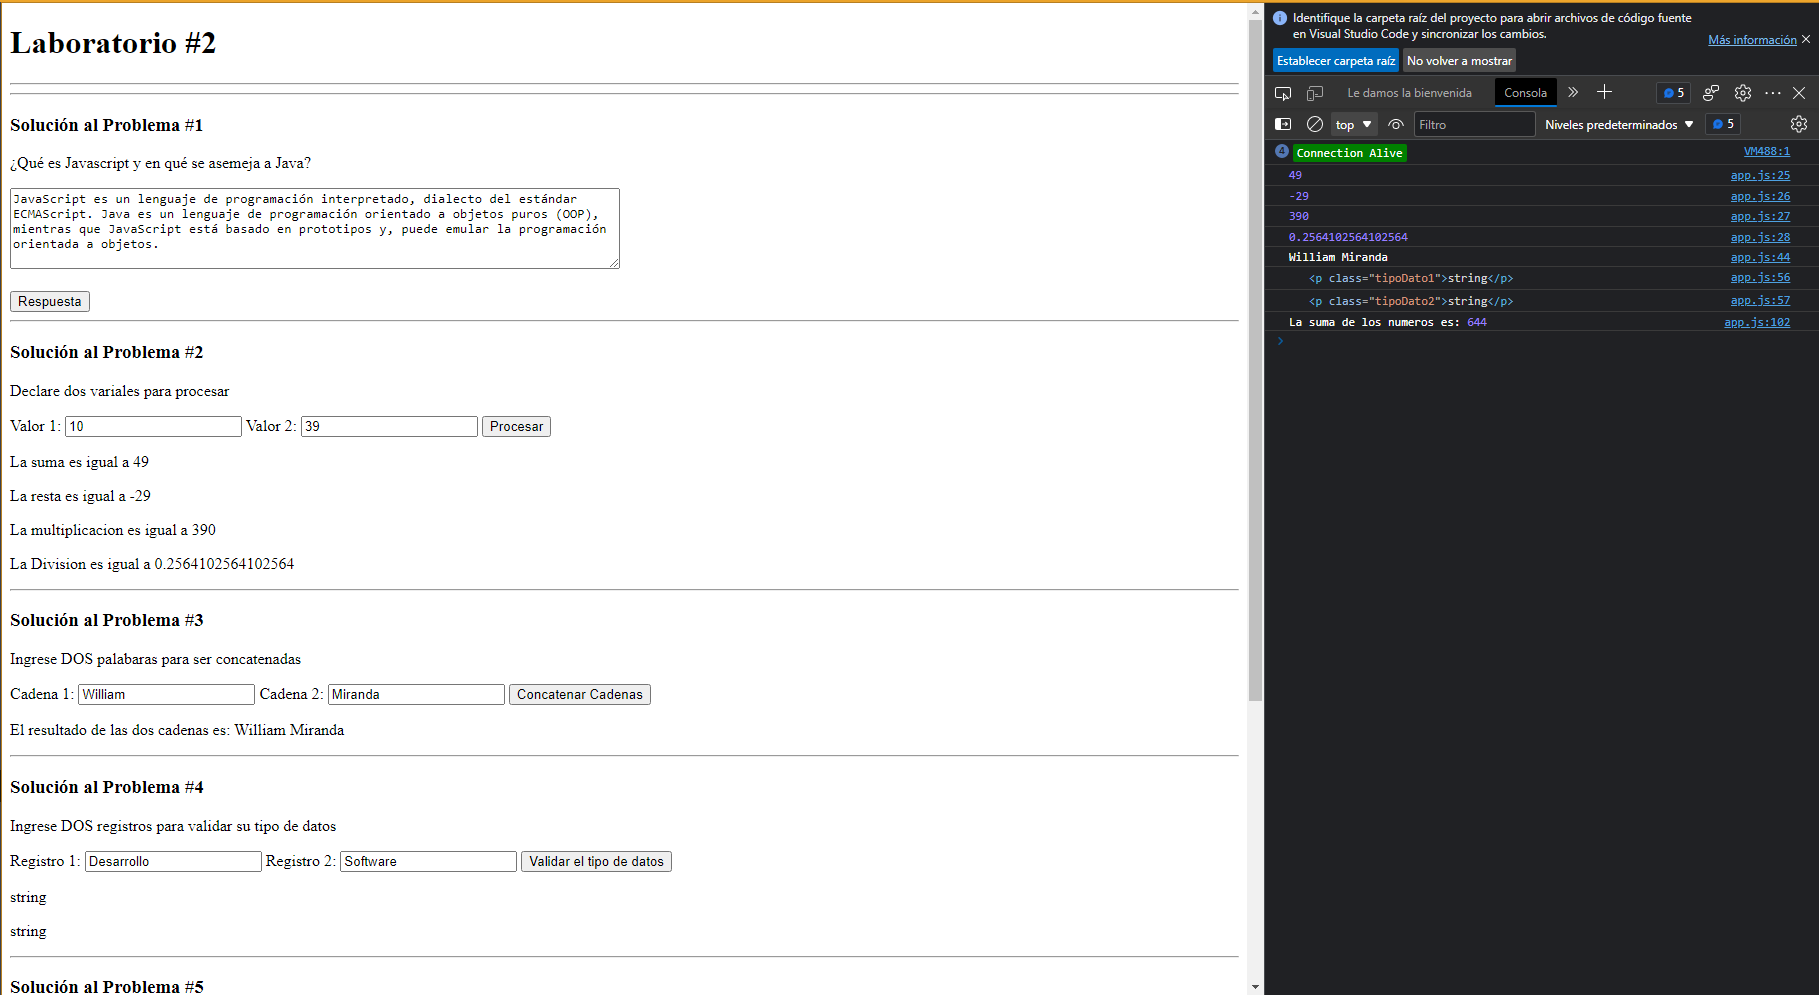 Laboratorio #2
Solución al Problema #1
¿Qué es Javascript y en qué se asemeja a Java?
JavaScript es un lenguaje de programación interpretado, dialecto del estándar
ECMAScript. Java es un lenguaje de programación orientado a objetos puros (OOP),
mientras que JavaScript está basado en prototipos y, puede emular la programación
orientada a objetos.
Respuesta
Solución al Problema #2
Declare dos variales para procesar
Valor 1: 10 Valor 2: 39 Procesar
La suma es igual a 49
La resta es igual a -29
La multiplicacion es igual a 390
La Division es igual a 0.2564102564102564
Solución al Problema #3
Ingrese DOS palabaras para ser concatenadas
Cadena 1: William Cadena 2: Miranda Concatenar Cadenas
El resultado de las dos cadenas es: William Miranda
Solución al Problema #4
Ingrese DOS registros para validar su tipo de datos
Registro 1: Desarrollo Registro 2: Software Validar el tipo de datos
string
string
Solución al Problema #5
Identifique la carpeta raíz del proyecto para abrir archivos de código fuente
en Visual Studio Code y sincronizar los cambios.
Más información
Establecer carpeta raíz No volver a mostrar
Le damos la bienvenida Consola 5
top Filtro Niveles predeterminados 5
4 Connection Alive VM488:1
49 app.js:25
-29 app.js:26
390 app.js:27
0.2564102564102564 app.js:28
William Miranda app.js:44
<p class="tipoDato1">string</p> app.js:56
<p class="tipoDato2">string</p> app.js:57
La suma de los numeros es: 644 app.js:102